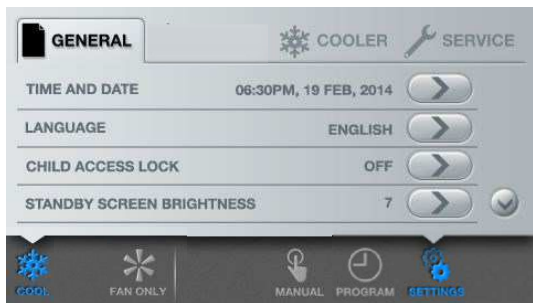 GENERAL COOLER SERVICE
TIME AND DATE 06:30PM, 19 FEB, 2014
LANGUAGE ENGLISH
CHILD ACCESS LOCK OFF
STANDBY SCREEN BRIGHTNESS 7
COOL FAN ONLY MANUAL PROGRAM SETTINGS